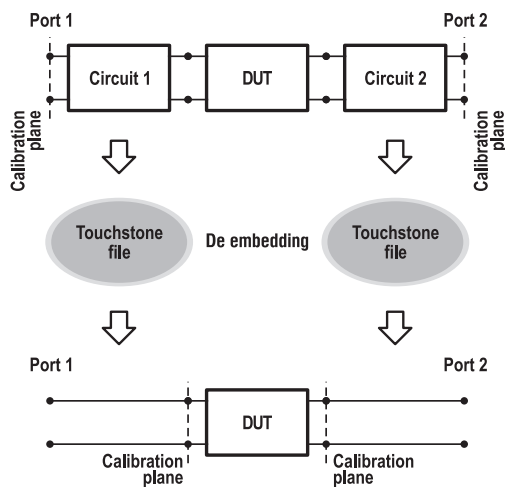 Port 1
Port 2
Circuit 1
DUT
Circuit 2
Calibration
plane
Calibration
plane
Touchstone
file
De embedding
Touchstone
file
Port 1
Port 2
DUT
Calibration
plane
Calibration
plane